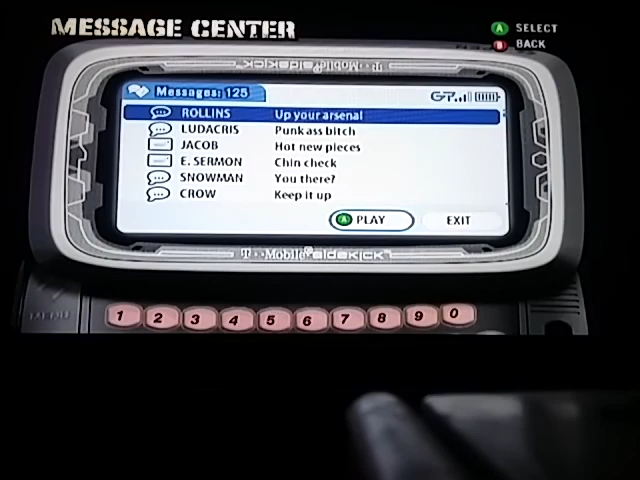 MESSAGE CENTER
A SELECT
B BACK
T··Mobile SIDEKICK
Messages: 125
G
ROLLINS Up your arsenal
LUDACRIS Punk ass bitch
JACOB Hot new pieces
E. SERMON Chin check
SNOWMAN You there?
CROW Keep it up
A PLAY EXIT
T··Mobile SIDEKICK
1 2 3 4 5 6 7 8 9 0
MENU